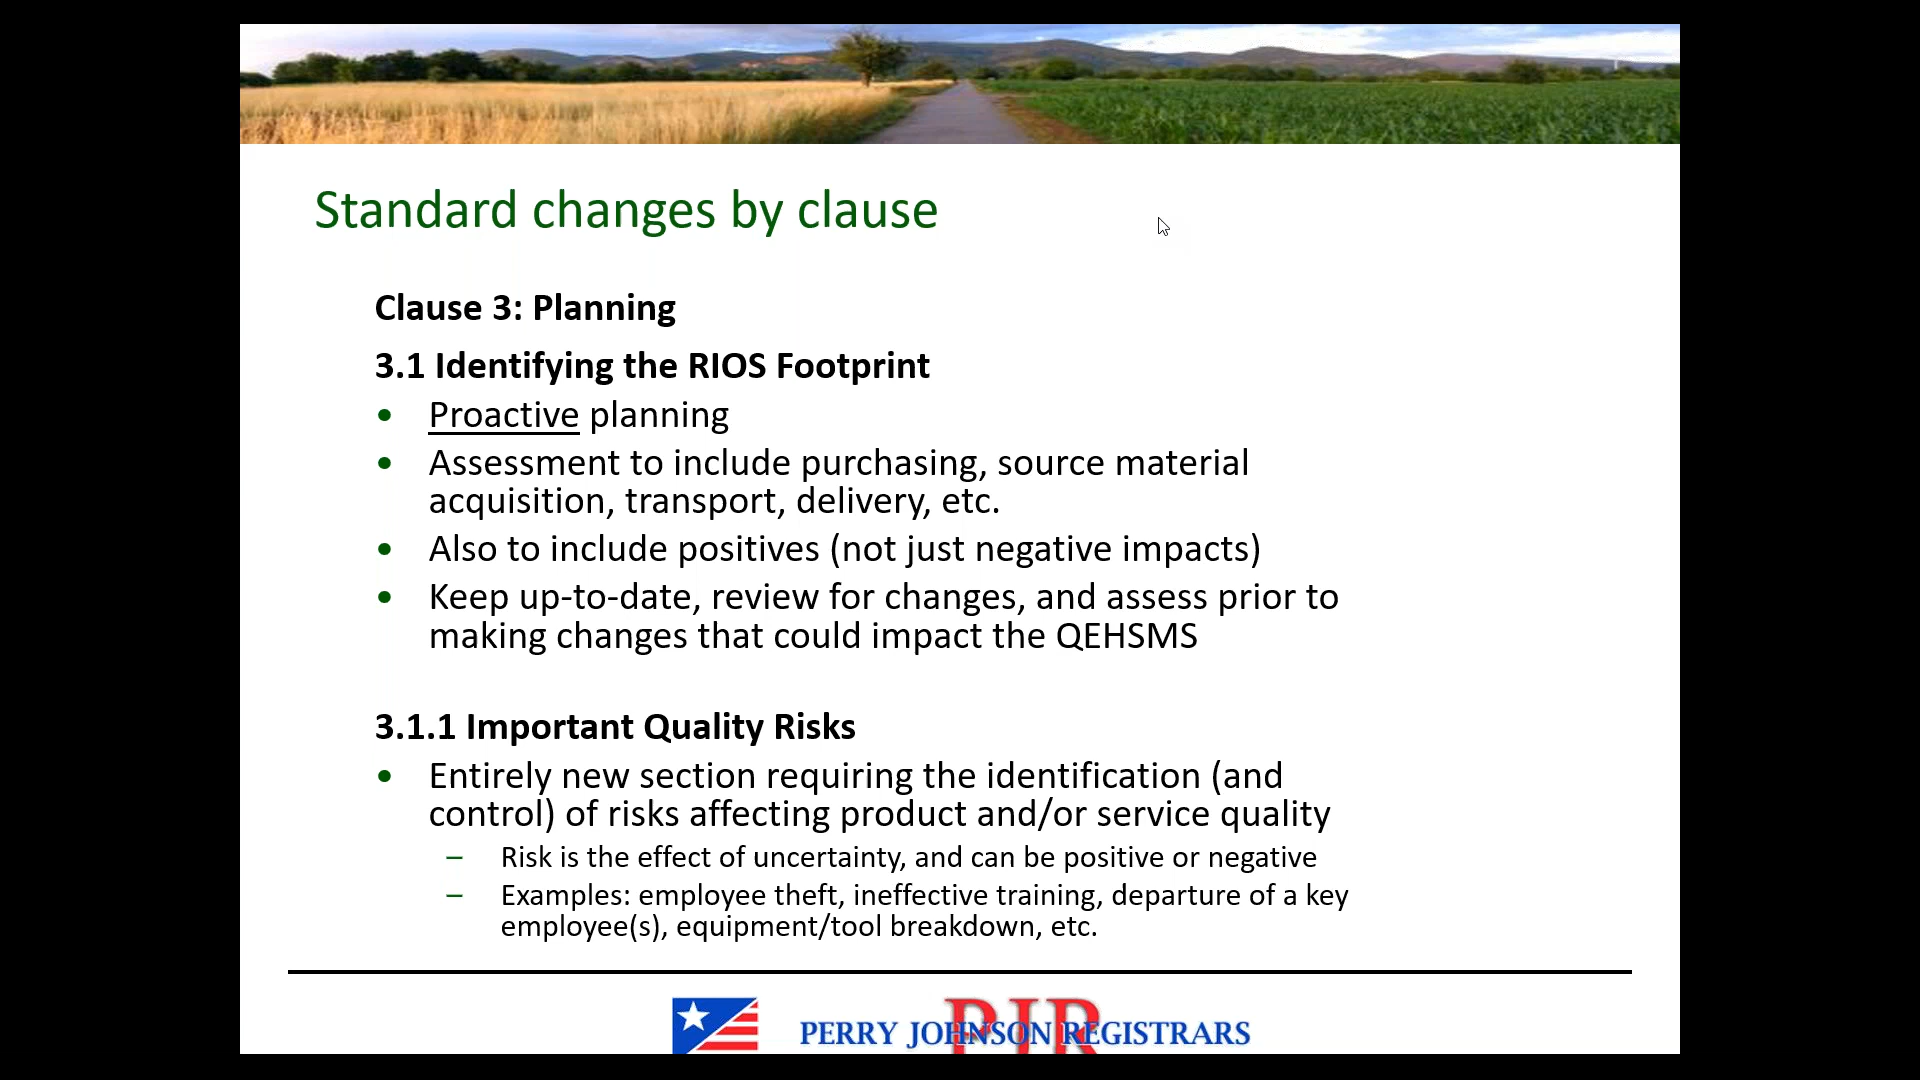 Standard changes by clause
Clause 3: Planning
3.1 Identifying the RIOS Footprint
• Proactive planning
• Assessment to include purchasing, source material
acquisition, transport, delivery, etc.
• Also to include positives (not just negative impacts)
• Keep up-to-date, review for changes, and assess prior to
making changes that could impact the QEHSMS
3.1.1 Important Quality Risks
• Entirely new section requiring the identification (and
control) of risks affecting product and/or service quality
– Risk is the effect of uncertainty, and can be positive or negative
– Examples: employee theft, ineffective training, departure of a key
employee(s), equipment/tool breakdown, etc.
PJR
PERRY JOHNSON REGISTRARS